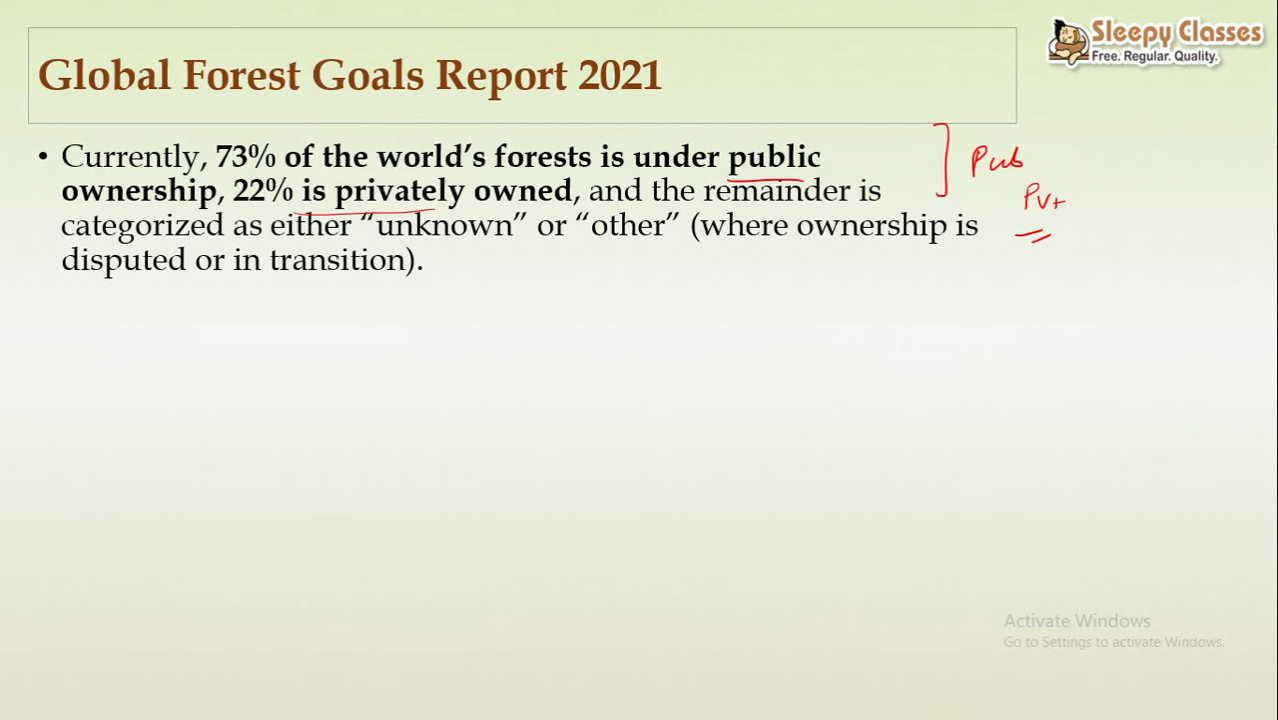 Sleepy Classes
Free. Regular. Quality.
Global Forest Goals Report 2021
• Currently, 73% of the world’s forests is under public
ownership, 22% is privately owned, and the remainder is
categorized as either “unknown” or “other” (where ownership is
disputed or in transition).
Pub
Pvt
Activate Windows
Go to Settings to activate Windows.